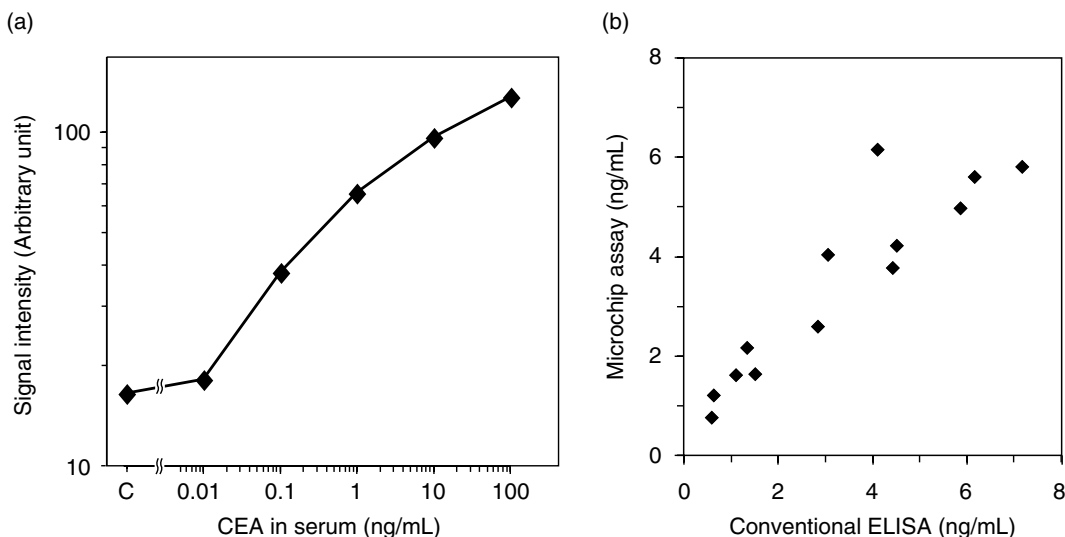 (a)
Signal intensity (Arbitrary unit)
100
10
C 0.01 0.1 1 10 100
CEA in serum (ng/mL)
(b)
Microchip assay (ng/mL)
8
6
4
2
0
0 2 4 6 8
Conventional ELISA (ng/mL)